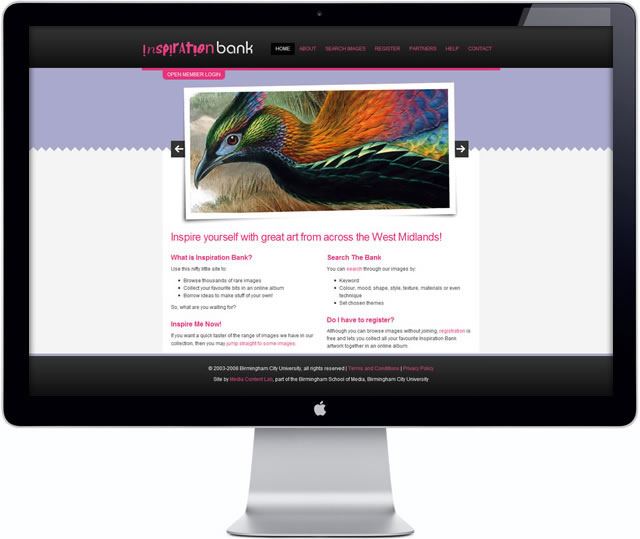 inspiration bank
HOME ABOUT SEARCH IMAGES REGISTER PARTNERS HELP CONTACT
OPEN MEMBER LOGIN
Inspire yourself with great art from across the West Midlands!
What is Inspiration Bank?
Use this nifty little site to:
Browse thousands of rare images
Collect your favourite bits in an online album
Borrow ideas to make stuff of your own!
So, what are you waiting for?
Inspire Me Now!
If you want a quick taster of the range of images we have in our
collection, then you may jump straight to some images.
Search The Bank
You can search through our images by:
Keyword
Colour, mood, shape, style, texture, materials or even
technique
Set chosen themes
Do I have to register?
Although you can browse images without joining, registration is
free and lets you collect all your favourite Inspiration Bank
artwork together in an online album.
© 2003-2008 Birmingham City University, all rights reserved | Terms and Conditions | Privacy Policy
Site by Media Content Lab, part of the Birmingham School of Media, Birmingham City University